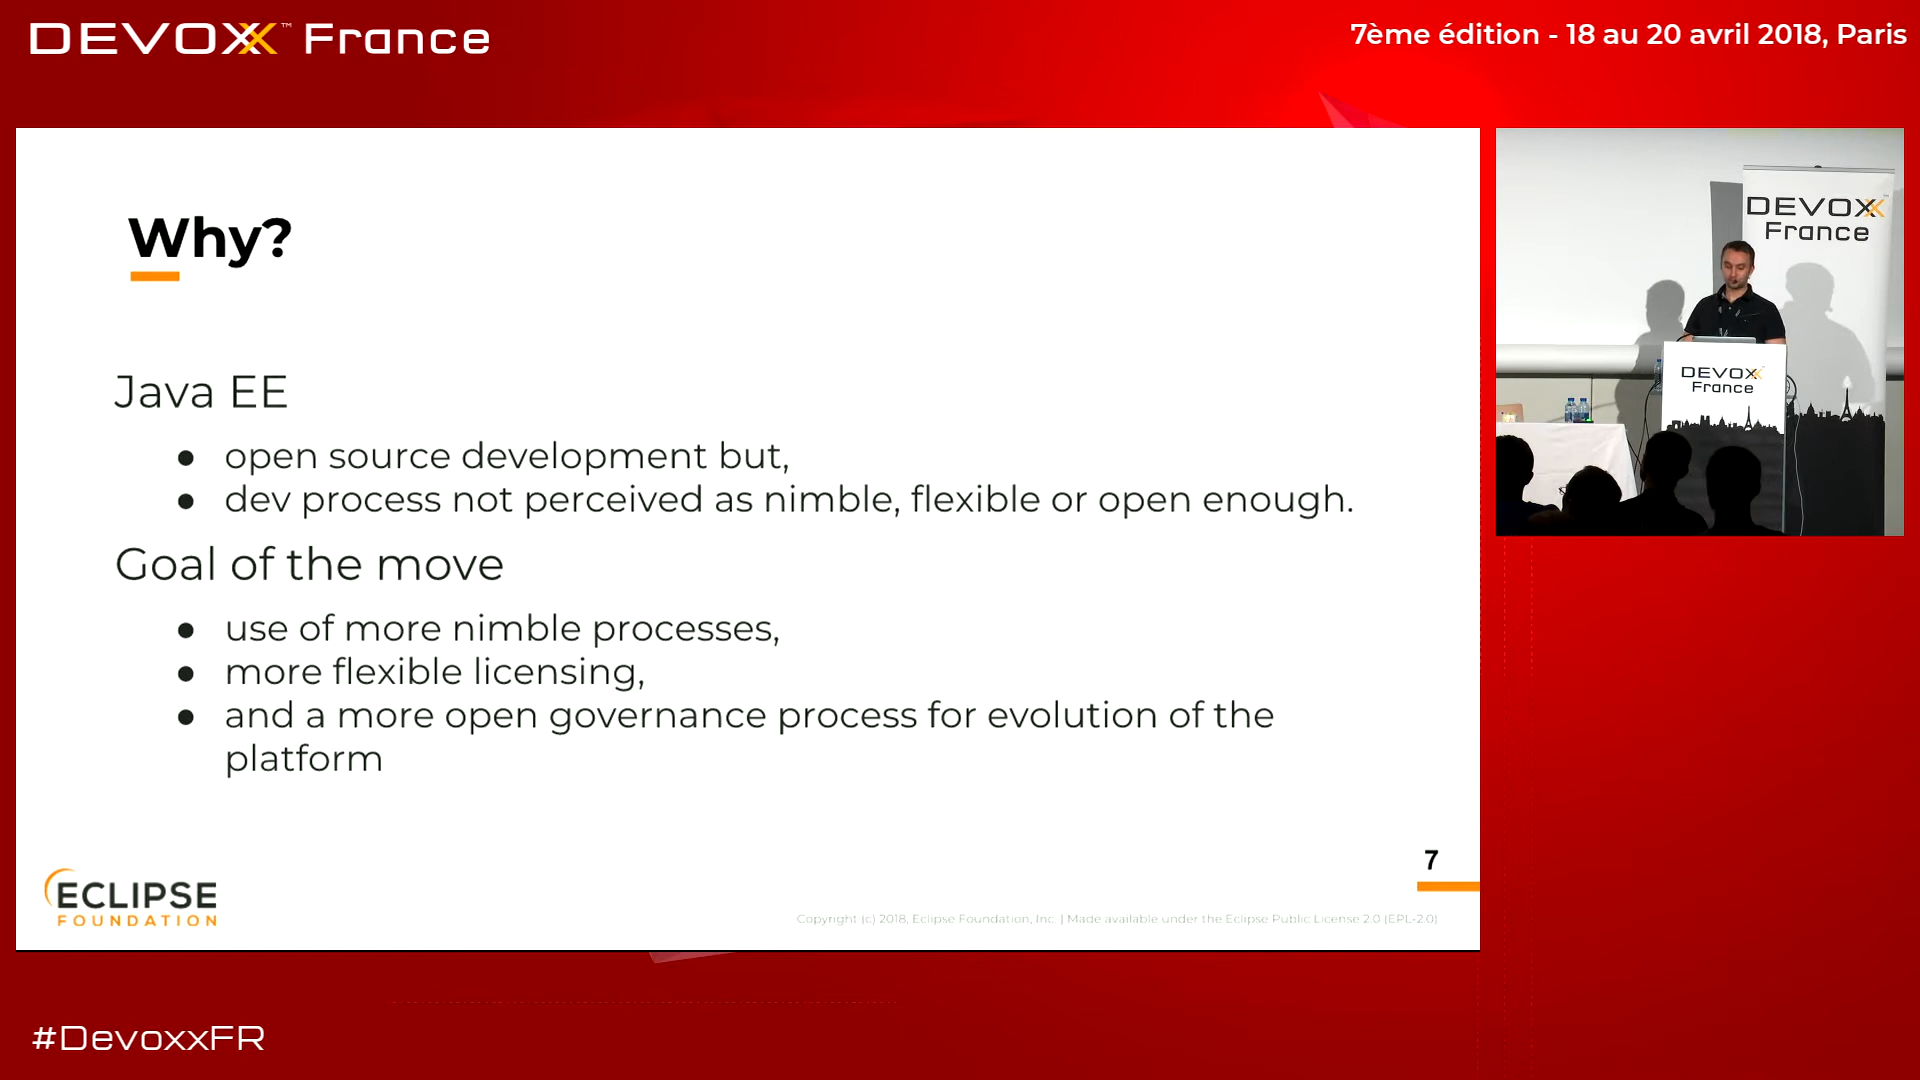 DEVOXX™ France
7ème édition - 18 au 20 avril 2018, Paris
Why?
Java EE
● open source development but,
● dev process not perceived as nimble, flexible or open enough.
Goal of the move
● use of more nimble processes,
● more flexible licensing,
● and a more open governance process for evolution of the
platform
7
ECLIPSE
FOUNDATION
Copyright (c) 2018, Eclipse Foundation, Inc. | Made available under the Eclipse Public License 2.0 (EPL-2.0)
DEVOXX
France
DEVOXX
France
#DevoxxFR